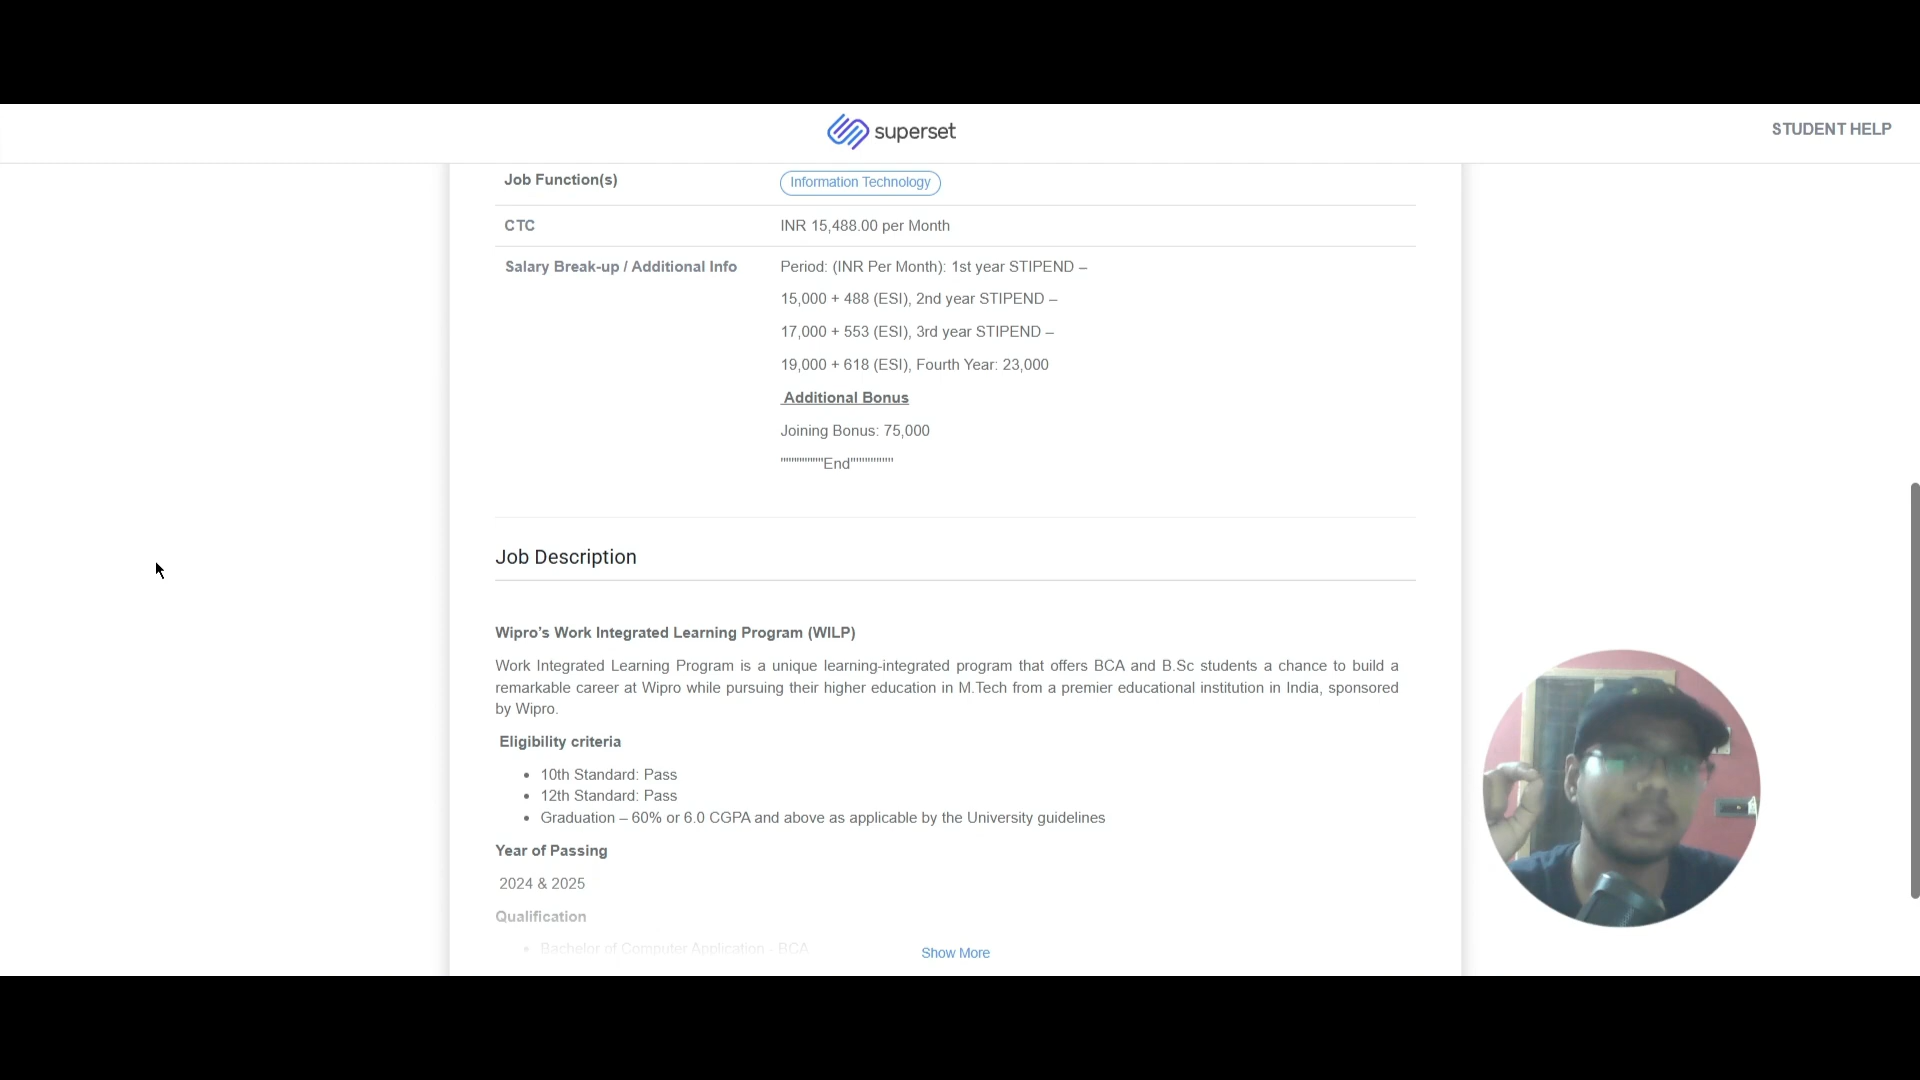 superset
STUDENT HELP
Job Function(s)
Information Technology
CTC
INR 15,488.00 per Month
Salary Break-up / Additional Info
Period: (INR Per Month): 1st year STIPEND –
15,000 + 488 (ESI), 2nd year STIPEND –
17,000 + 553 (ESI), 3rd year STIPEND –
19,000 + 618 (ESI), Fourth Year: 23,000
Additional Bonus
Joining Bonus: 75,000
"""""""""End"""""""""
Job Description
Wipro’s Work Integrated Learning Program (WILP)
Work Integrated Learning Program is a unique learning-integrated program that offers BCA and B.Sc students a chance to build a
remarkable career at Wipro while pursuing their higher education in M.Tech from a premier educational institution in India, sponsored
by Wipro.
Eligibility criteria
• 10th Standard: Pass
• 12th Standard: Pass
• Graduation – 60% or 6.0 CGPA and above as applicable by the University guidelines
Year of Passing
2024 & 2025
Qualification
• Bachelor of Computer Application - BCA
Show More